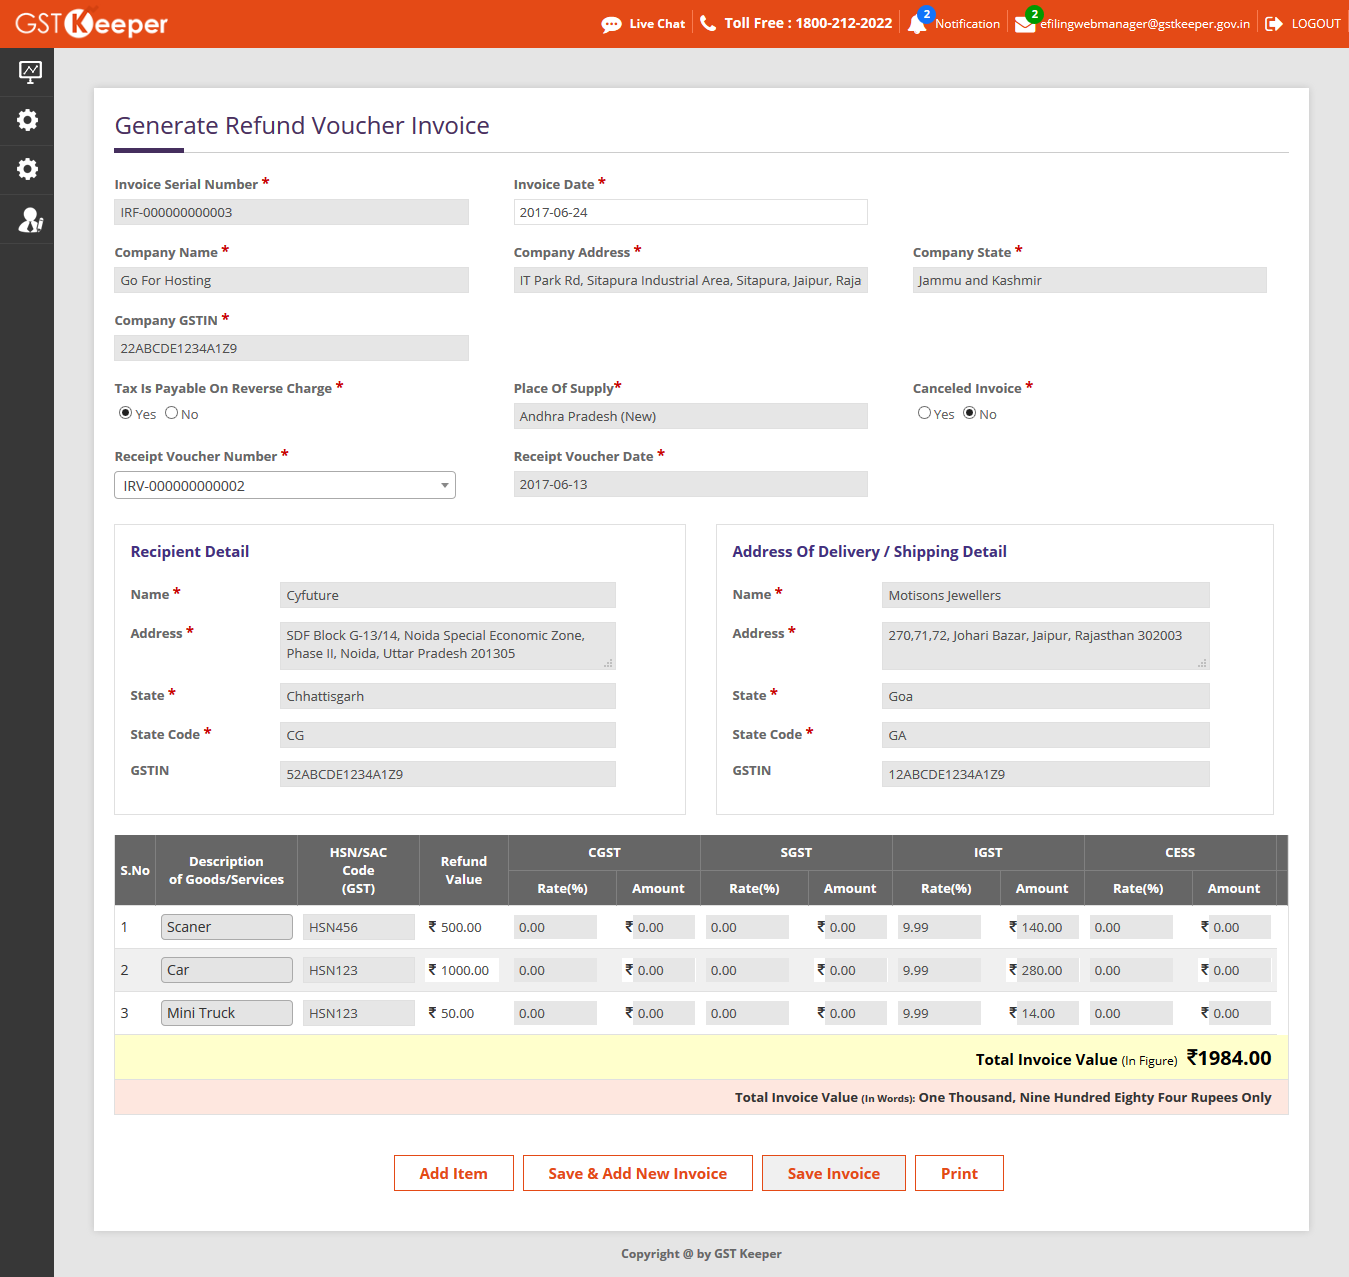 GST Keeper
Live Chat
Toll Free : 1800-212-2022
2
Notification
2
efilingwebmanager@gstkeeper.gov.in
LOGOUT
Generate Refund Voucher Invoice
Invoice Serial Number *
Invoice Date *
IRF-000000000003
2017-06-24
Company Name *
Company Address *
Company State *
Go For Hosting
IT Park Rd, Sitapura Industrial Area, Sitapura, Jaipur, Raja
Jammu and Kashmir
Company GSTIN *
22ABCDE1234A1Z9
Tax Is Payable On Reverse Charge *
Place Of Supply*
Canceled Invoice *
Yes No
Andhra Pradesh (New)
Yes No
Receipt Voucher Number *
Receipt Voucher Date *
IRV-000000000002
2017-06-13
Recipient Detail
Name * Cyfuture
Address * SDF Block G-13/14, Noida Special Economic Zone,
Phase II, Noida, Uttar Pradesh 201305
State * Chhattisgarh
State Code * CG
GSTIN 52ABCDE1234A1Z9
Address Of Delivery / Shipping Detail
Name * Motisons Jewellers
Address * 270,71,72, Johari Bazar, Jaipur, Rajasthan 302003
State * Goa
State Code * GA
GSTIN 12ABCDE1234A1Z9
S.No
Description
of Goods/Services
HSN/SAC
Code
(GST)
Refund
Value
CGST SGST IGST CESS
Rate(%) Amount Rate(%) Amount Rate(%) Amount Rate(%) Amount
1 Scaner HSN456 ₹ 500.00 0.00 ₹ 0.00 0.00 ₹ 0.00 9.99 ₹ 140.00 0.00 ₹ 0.00
2 Car HSN123 ₹ 1000.00 0.00 ₹ 0.00 0.00 ₹ 0.00 9.99 ₹ 280.00 0.00 ₹ 0.00
3 Mini Truck HSN123 ₹ 50.00 0.00 ₹ 0.00 0.00 ₹ 0.00 9.99 ₹ 14.00 0.00 ₹ 0.00
Total Invoice Value (In Figure) ₹1984.00
Total Invoice Value (In Words): One Thousand, Nine Hundred Eighty Four Rupees Only
Add Item
Save & Add New Invoice
Save Invoice
Print
Copyright @ by GST Keeper